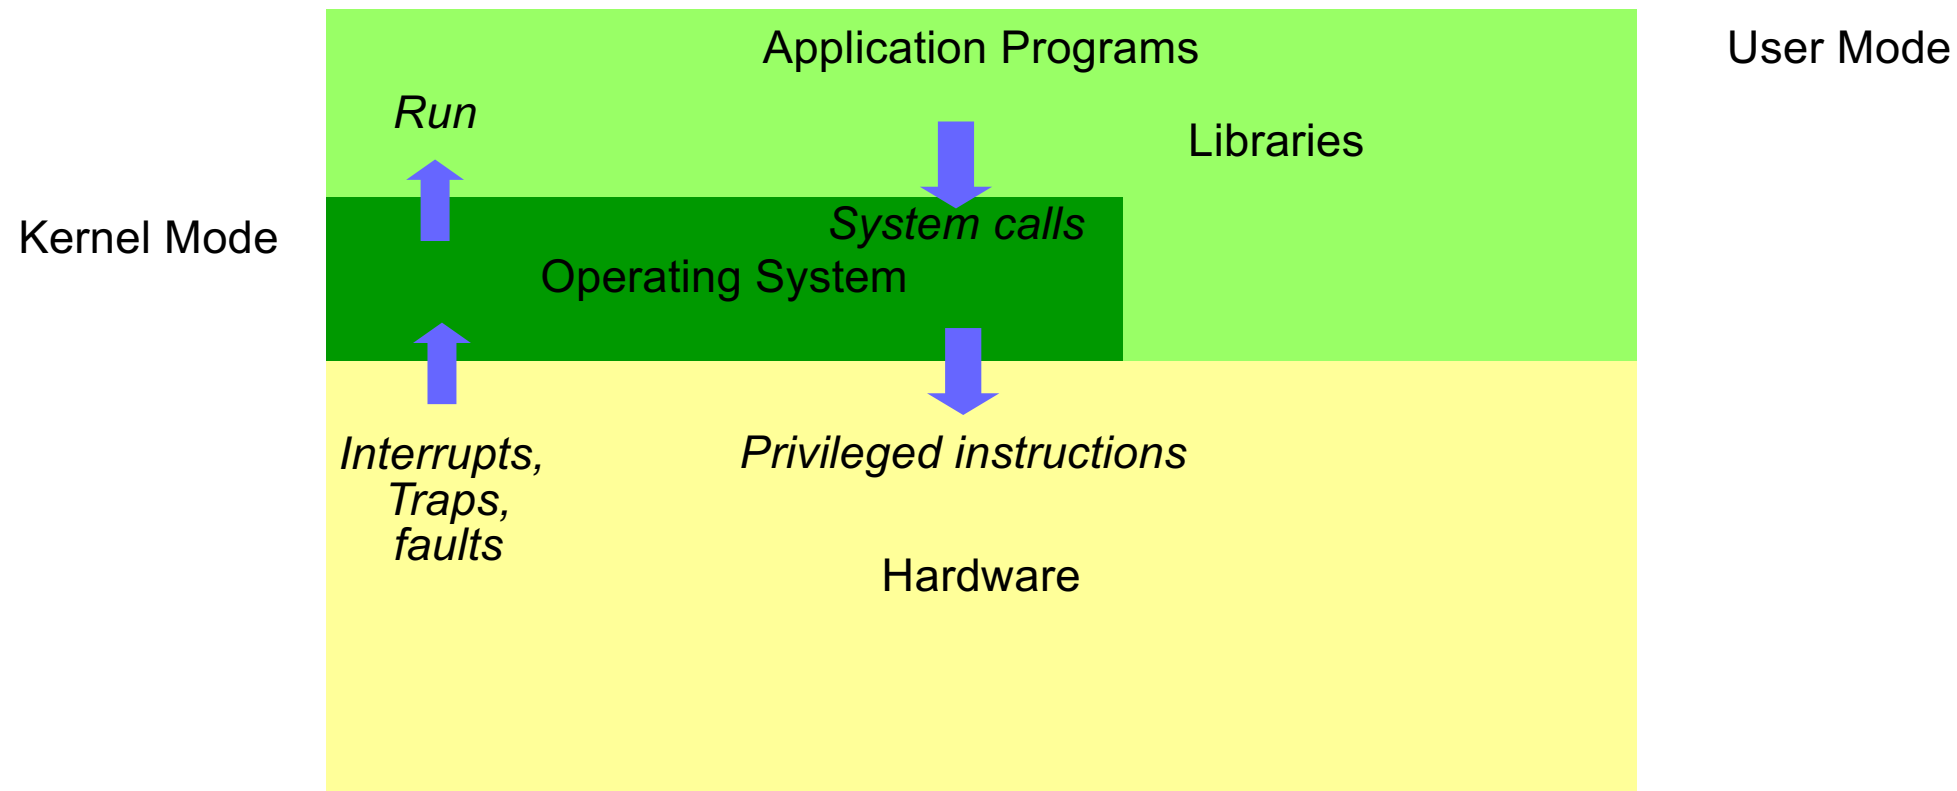 Application Programs
User Mode
Run
Libraries
Kernel Mode
System calls
Operating System
Interrupts,
Traps,
faults
Privileged instructions
Hardware